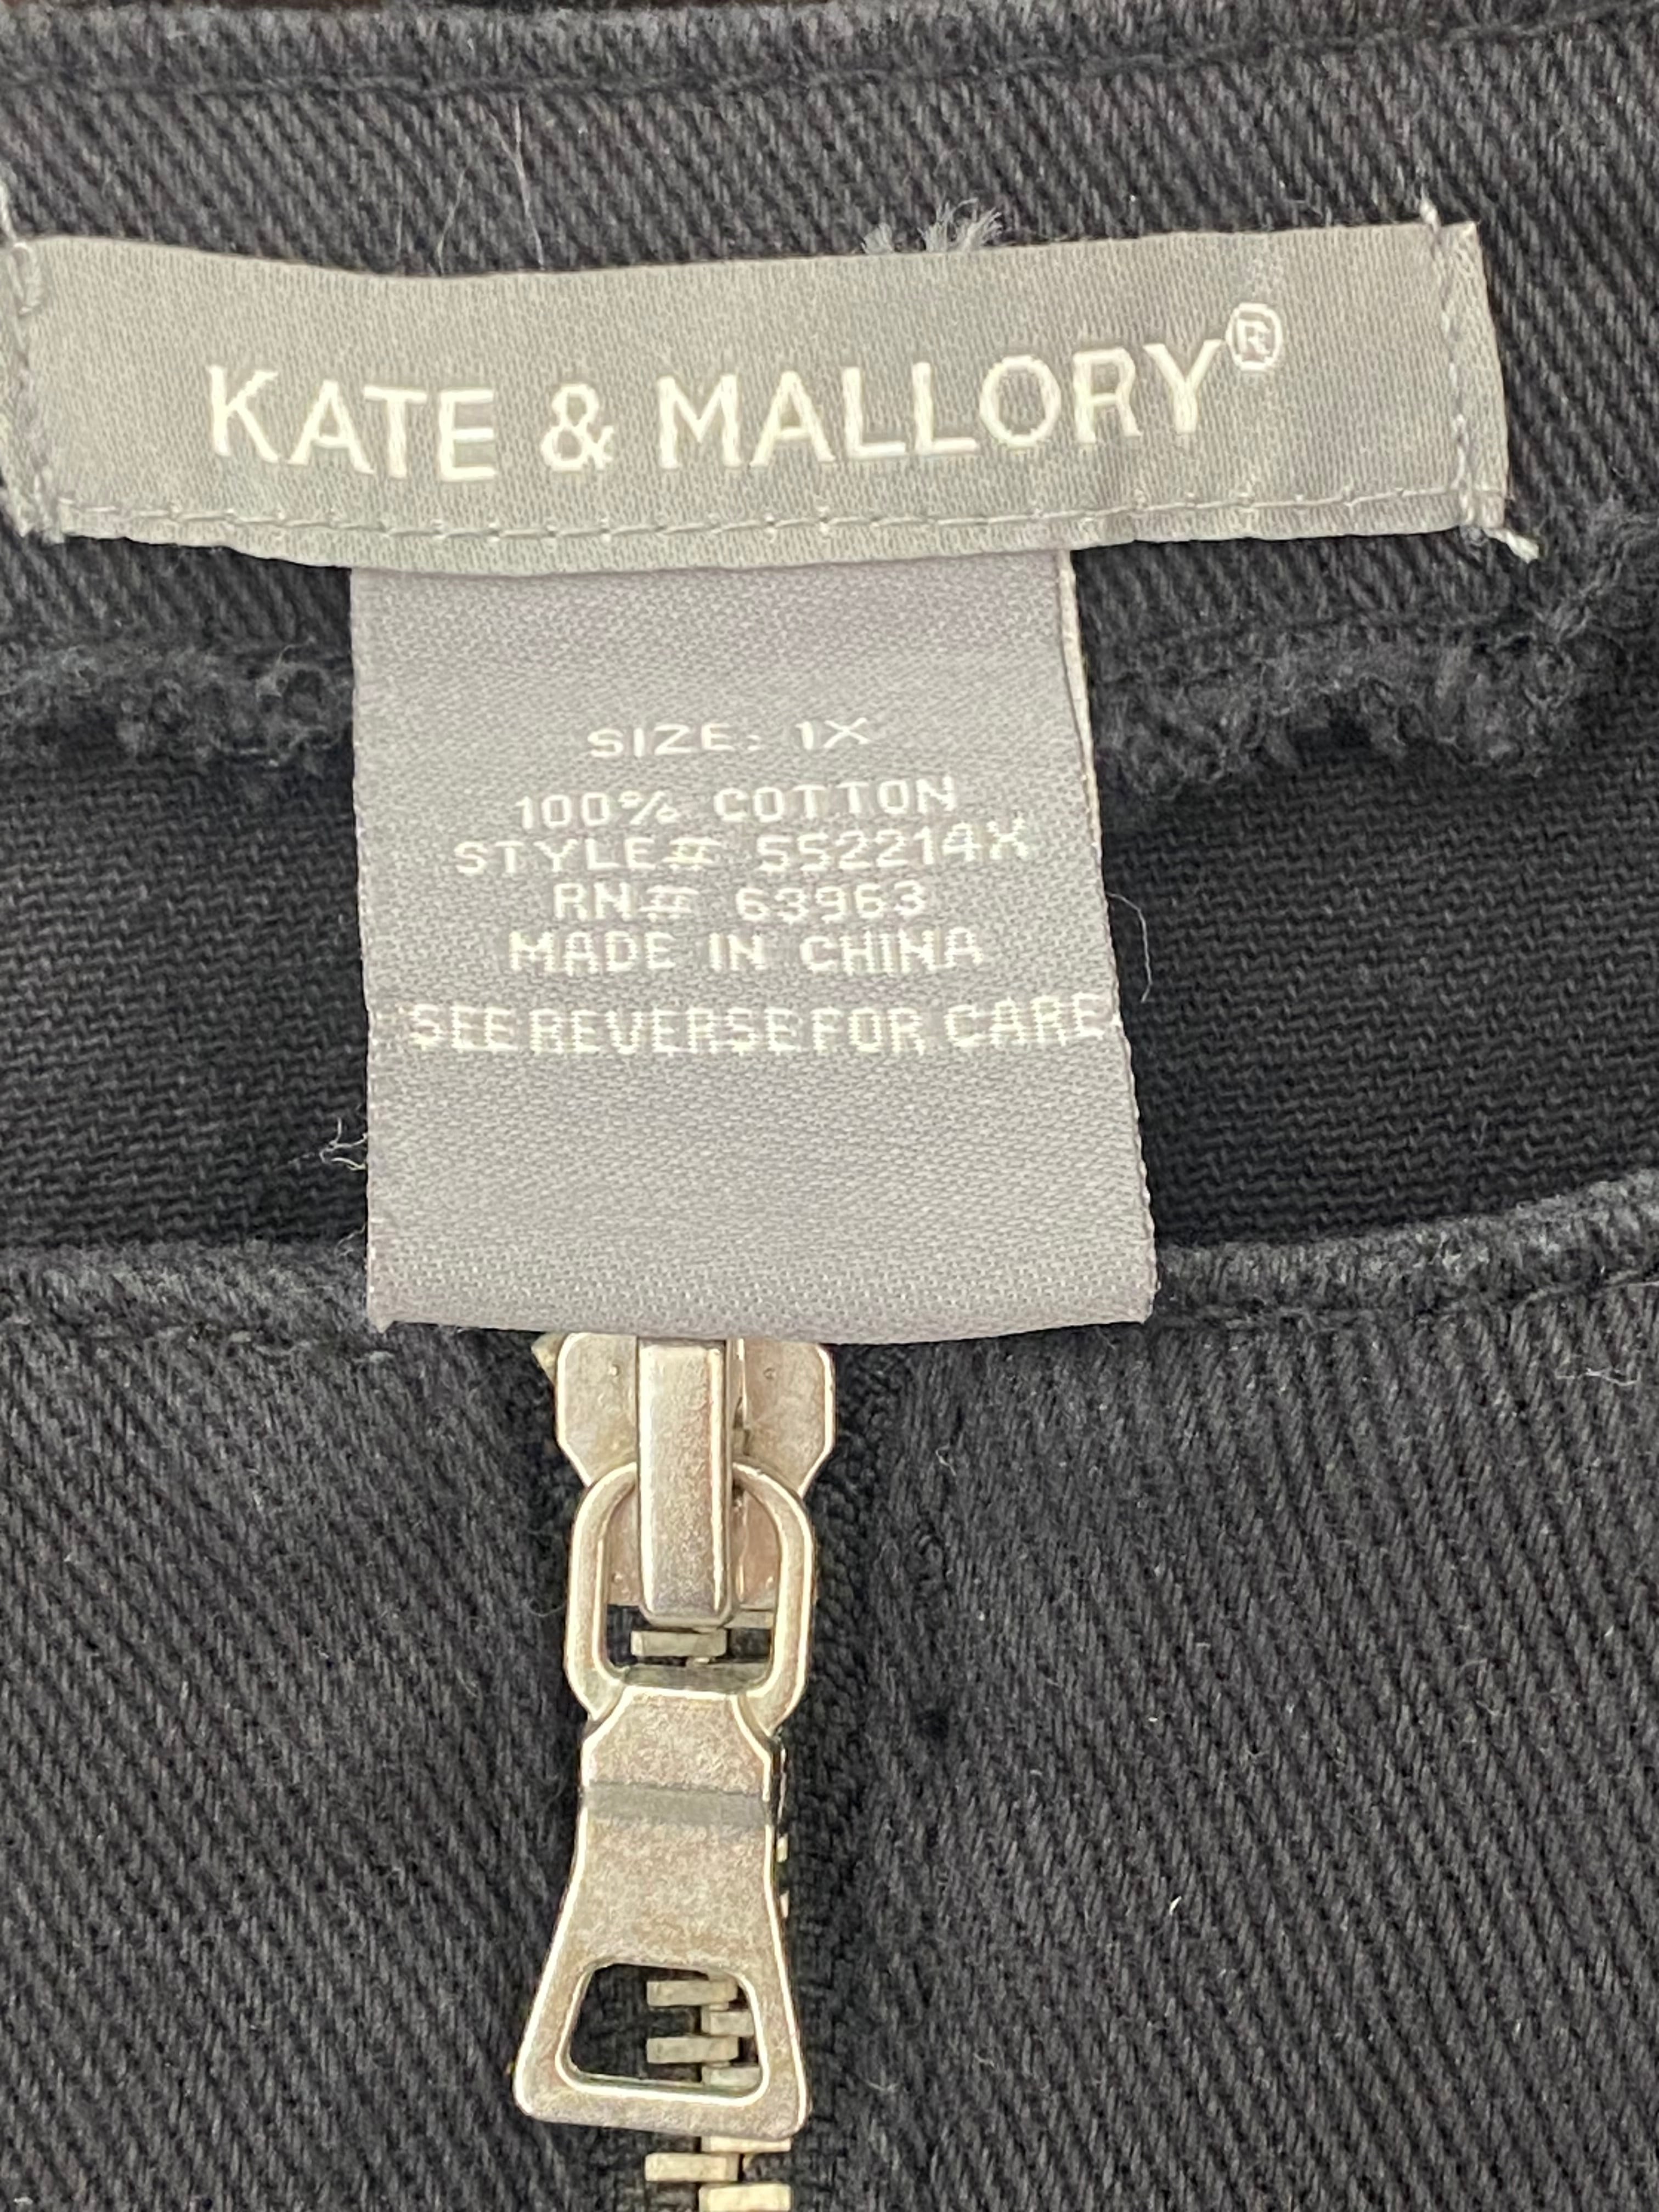 KATE & MALLORY®
SIZE: 1X
100% COTTON
STYLE# 552214X
RN# 63963
MADE IN CHINA
SEE REVERSE FOR CARE